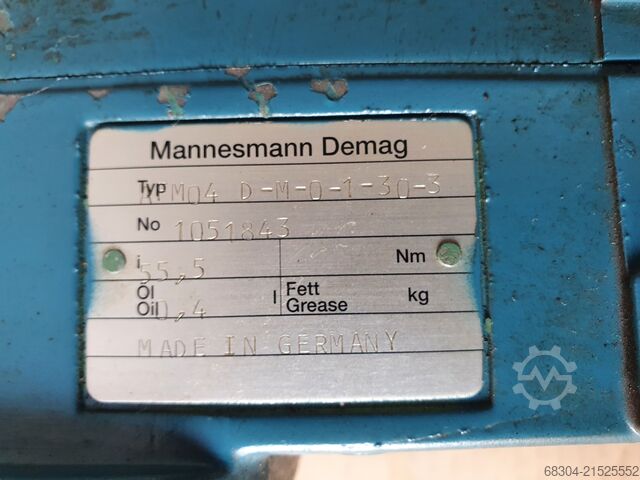 Mannesmann Demag
Typ M04 D-M-0-1-30-3
No 1051843
i 55,5 Nm
Öl Oil 0,4 l Fett Grease kg
MADE IN GERMANY
68304-21525552